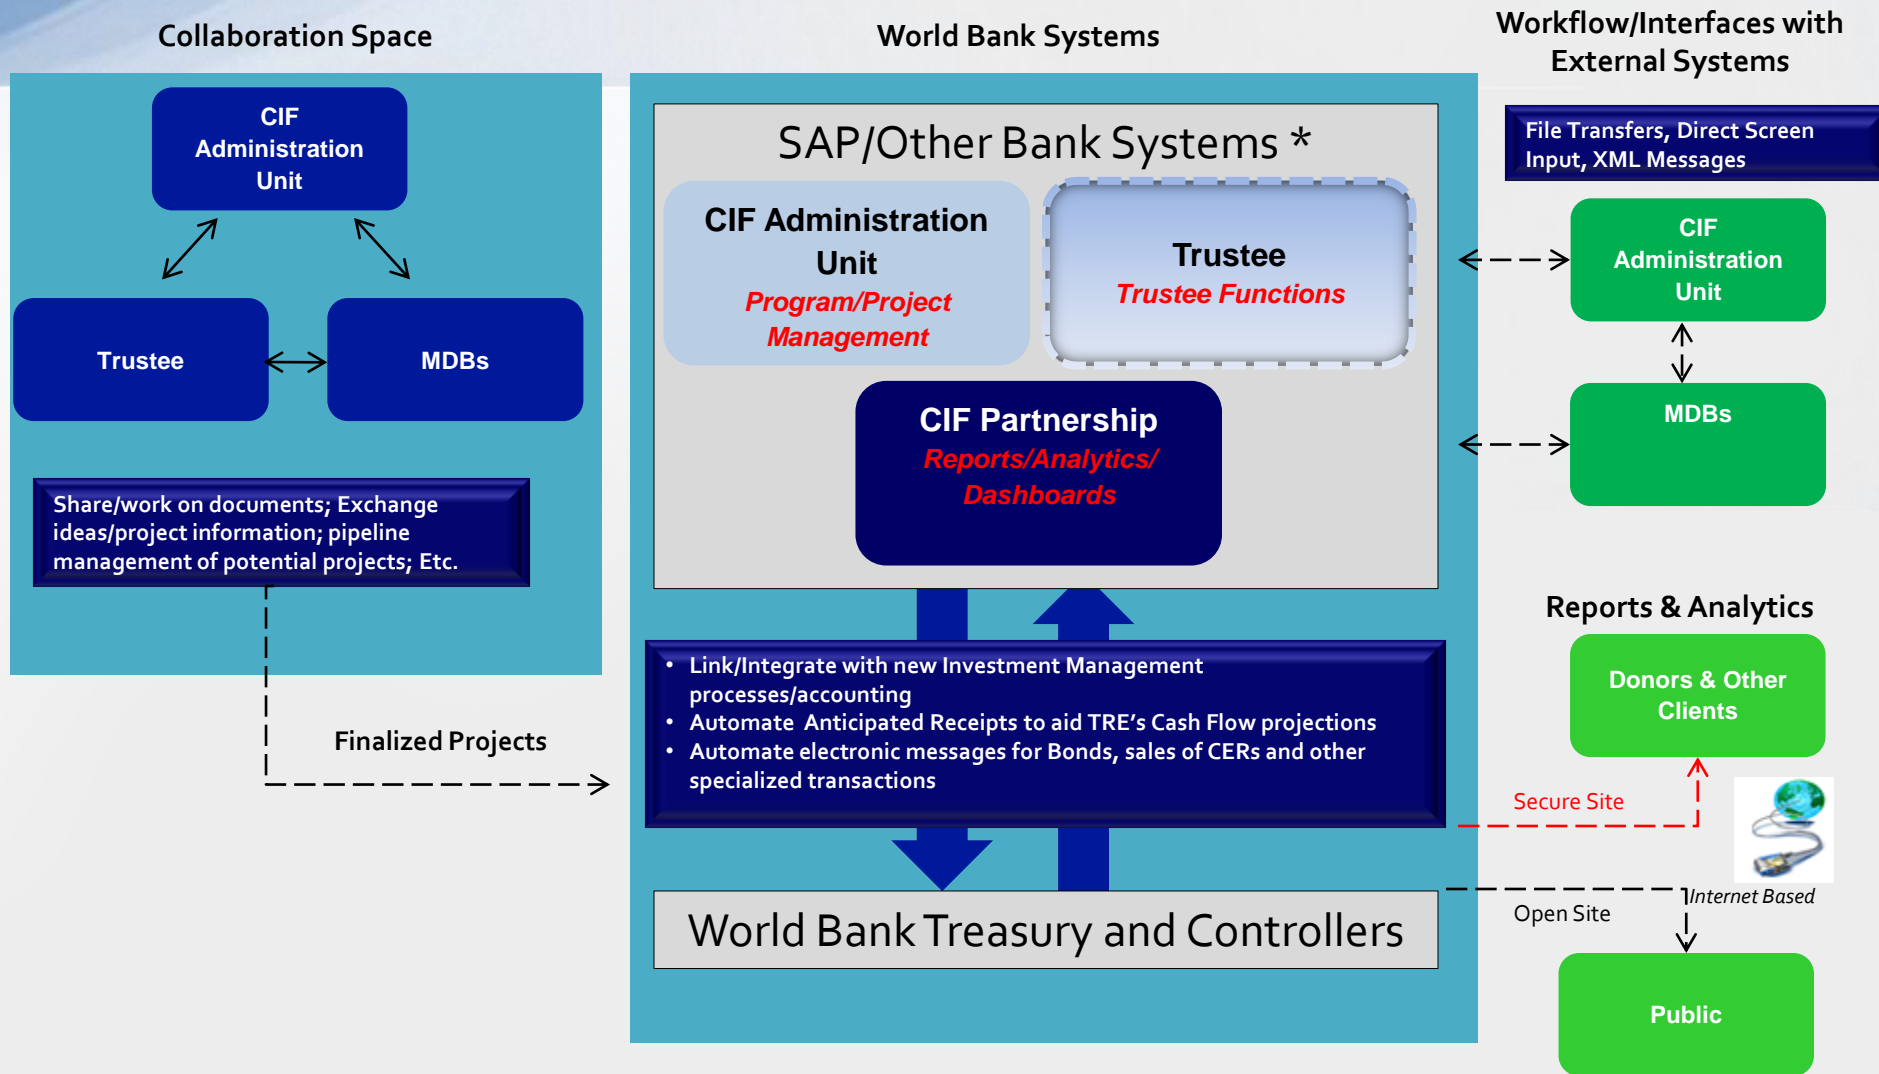 Collaboration Space
CIF
Administration
Unit
Trustee
MDBs
Share/work on documents; Exchange
ideas/project information; pipeline
management of potential projects; Etc.
Finalized Projects
World Bank Systems
SAP/Other Bank Systems *
CIF Administration
Unit
Program/Project
Management
Trustee
Trustee Functions
CIF Partnership
Reports/Analytics/
Dashboards
• Link/Integrate with new Investment Management
processes/accounting
• Automate Anticipated Receipts to aid TRE's Cash Flow projections
• Automate electronic messages for Bonds, sales of CERs and other
specialized transactions
World Bank Treasury and Controllers
Workflow/Interfaces with
External Systems
File Transfers, Direct Screen
Input, XML Messages
CIF
Administration
Unit
MDBs
Reports & Analytics
Donors & Other
Clients
Secure Site
Internet Based
Open Site
Public